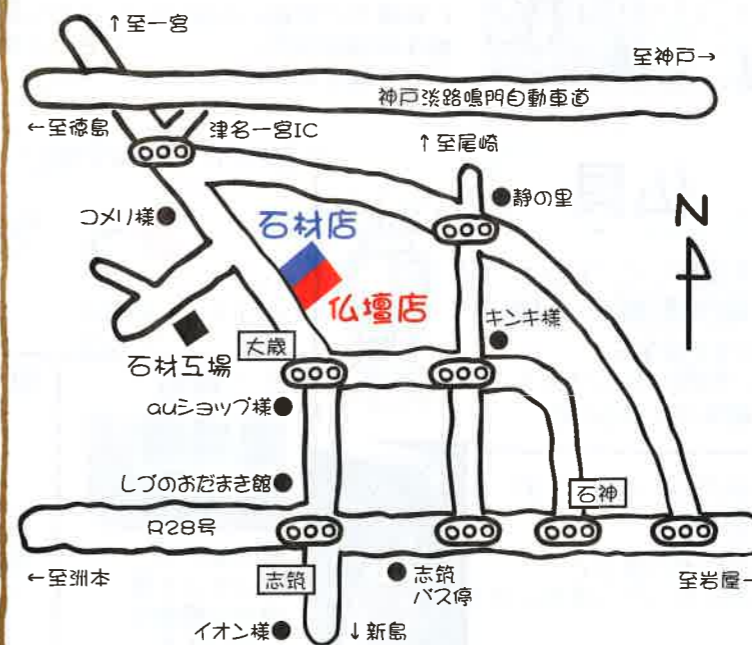 ↑至一宮
至神戸→
神戸淡路鳴門自動車道
←至徳島
津名一宮IC
↑至尾崎
静の里
コメリ様
石材店
N
仏壇店
キンキ様
大歳
石材工場
auショップ様
しづのおだまき館
石神
R28号
←至洲本
志筑
志筑
バス停
至岩屋→
イオン様
↓新島